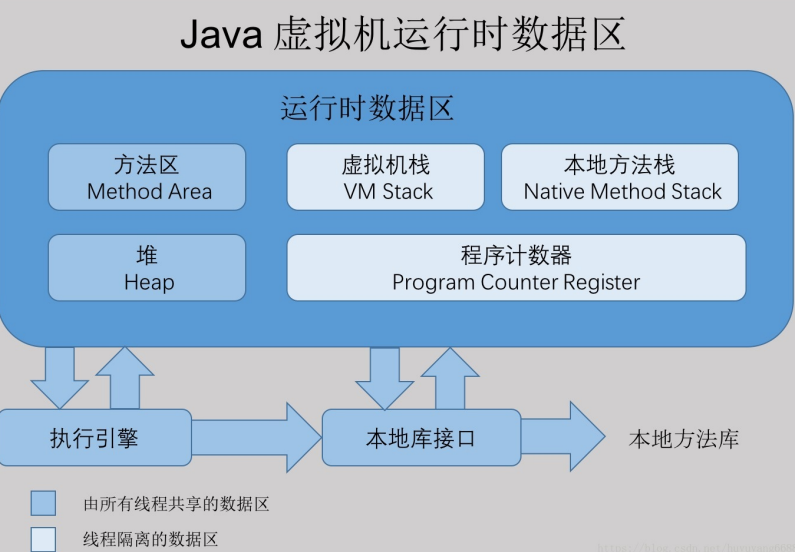 Java 虚拟机运行时数据区
运行时数据区
方法区
Method Area
虚拟机栈
VM Stack
本地方法栈
Native Method Stack
堆
Heap
程序计数器
Program Counter Register
执行引擎
本地库接口
本地方法库
由所有线程共享的数据区
线程隔离的数据区